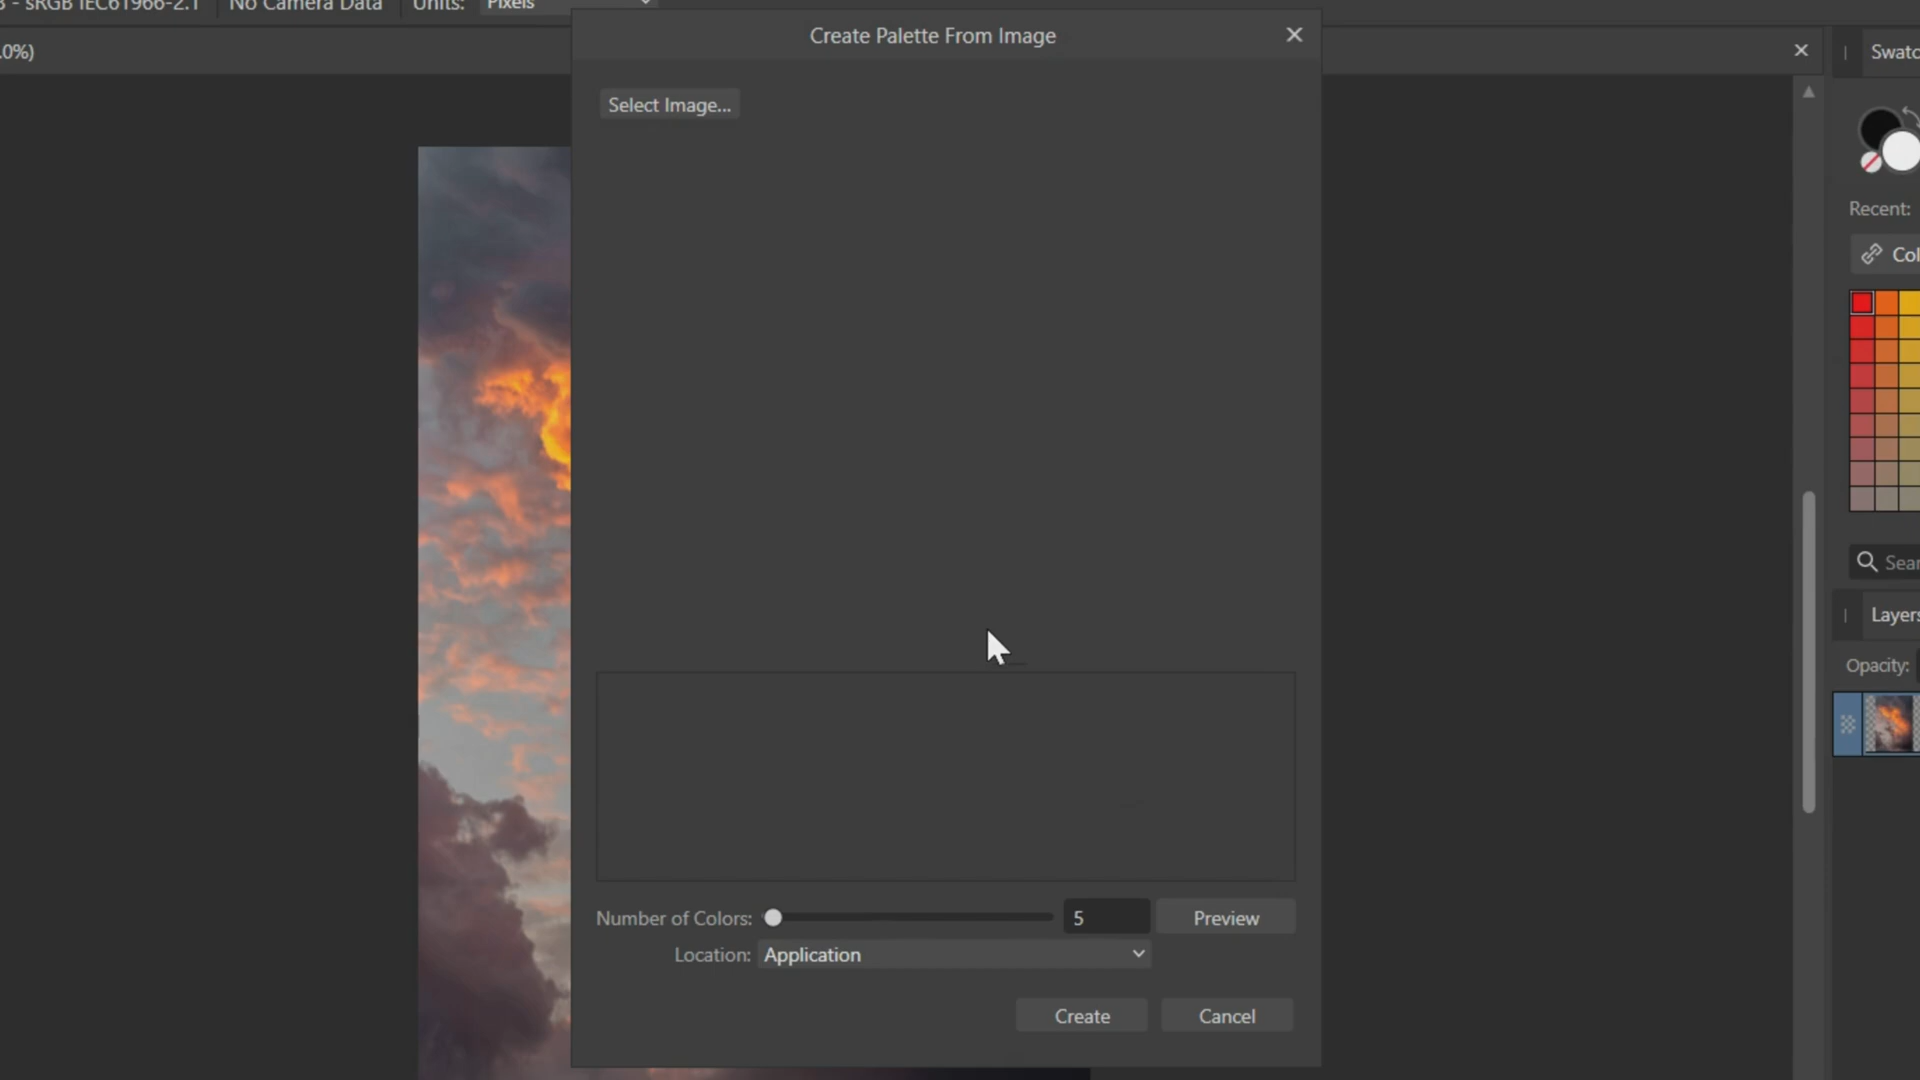 - sRGB IEC61966-2.1 No Camera Data Units: Pixels
Create Palette From Image
.0%)
Swatc
Select Image...
Recent:
Col
Sear
Layers
Opacity:
Number of Colors: 5 Preview
Location: Application
Create Cancel